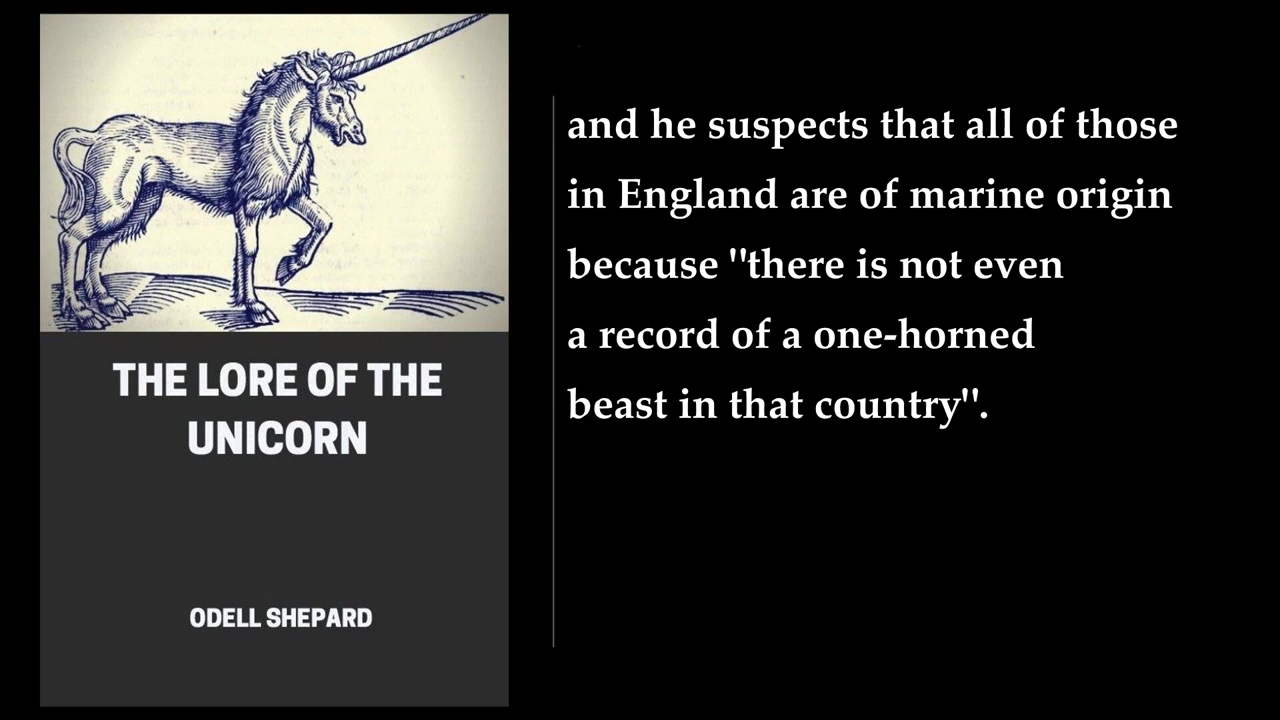 THE LORE OF THE
UNICORN
ODELL SHEPARD
and he suspects that all of those
in England are of marine origin
because "there is not even
a record of a one-horned
beast in that country".